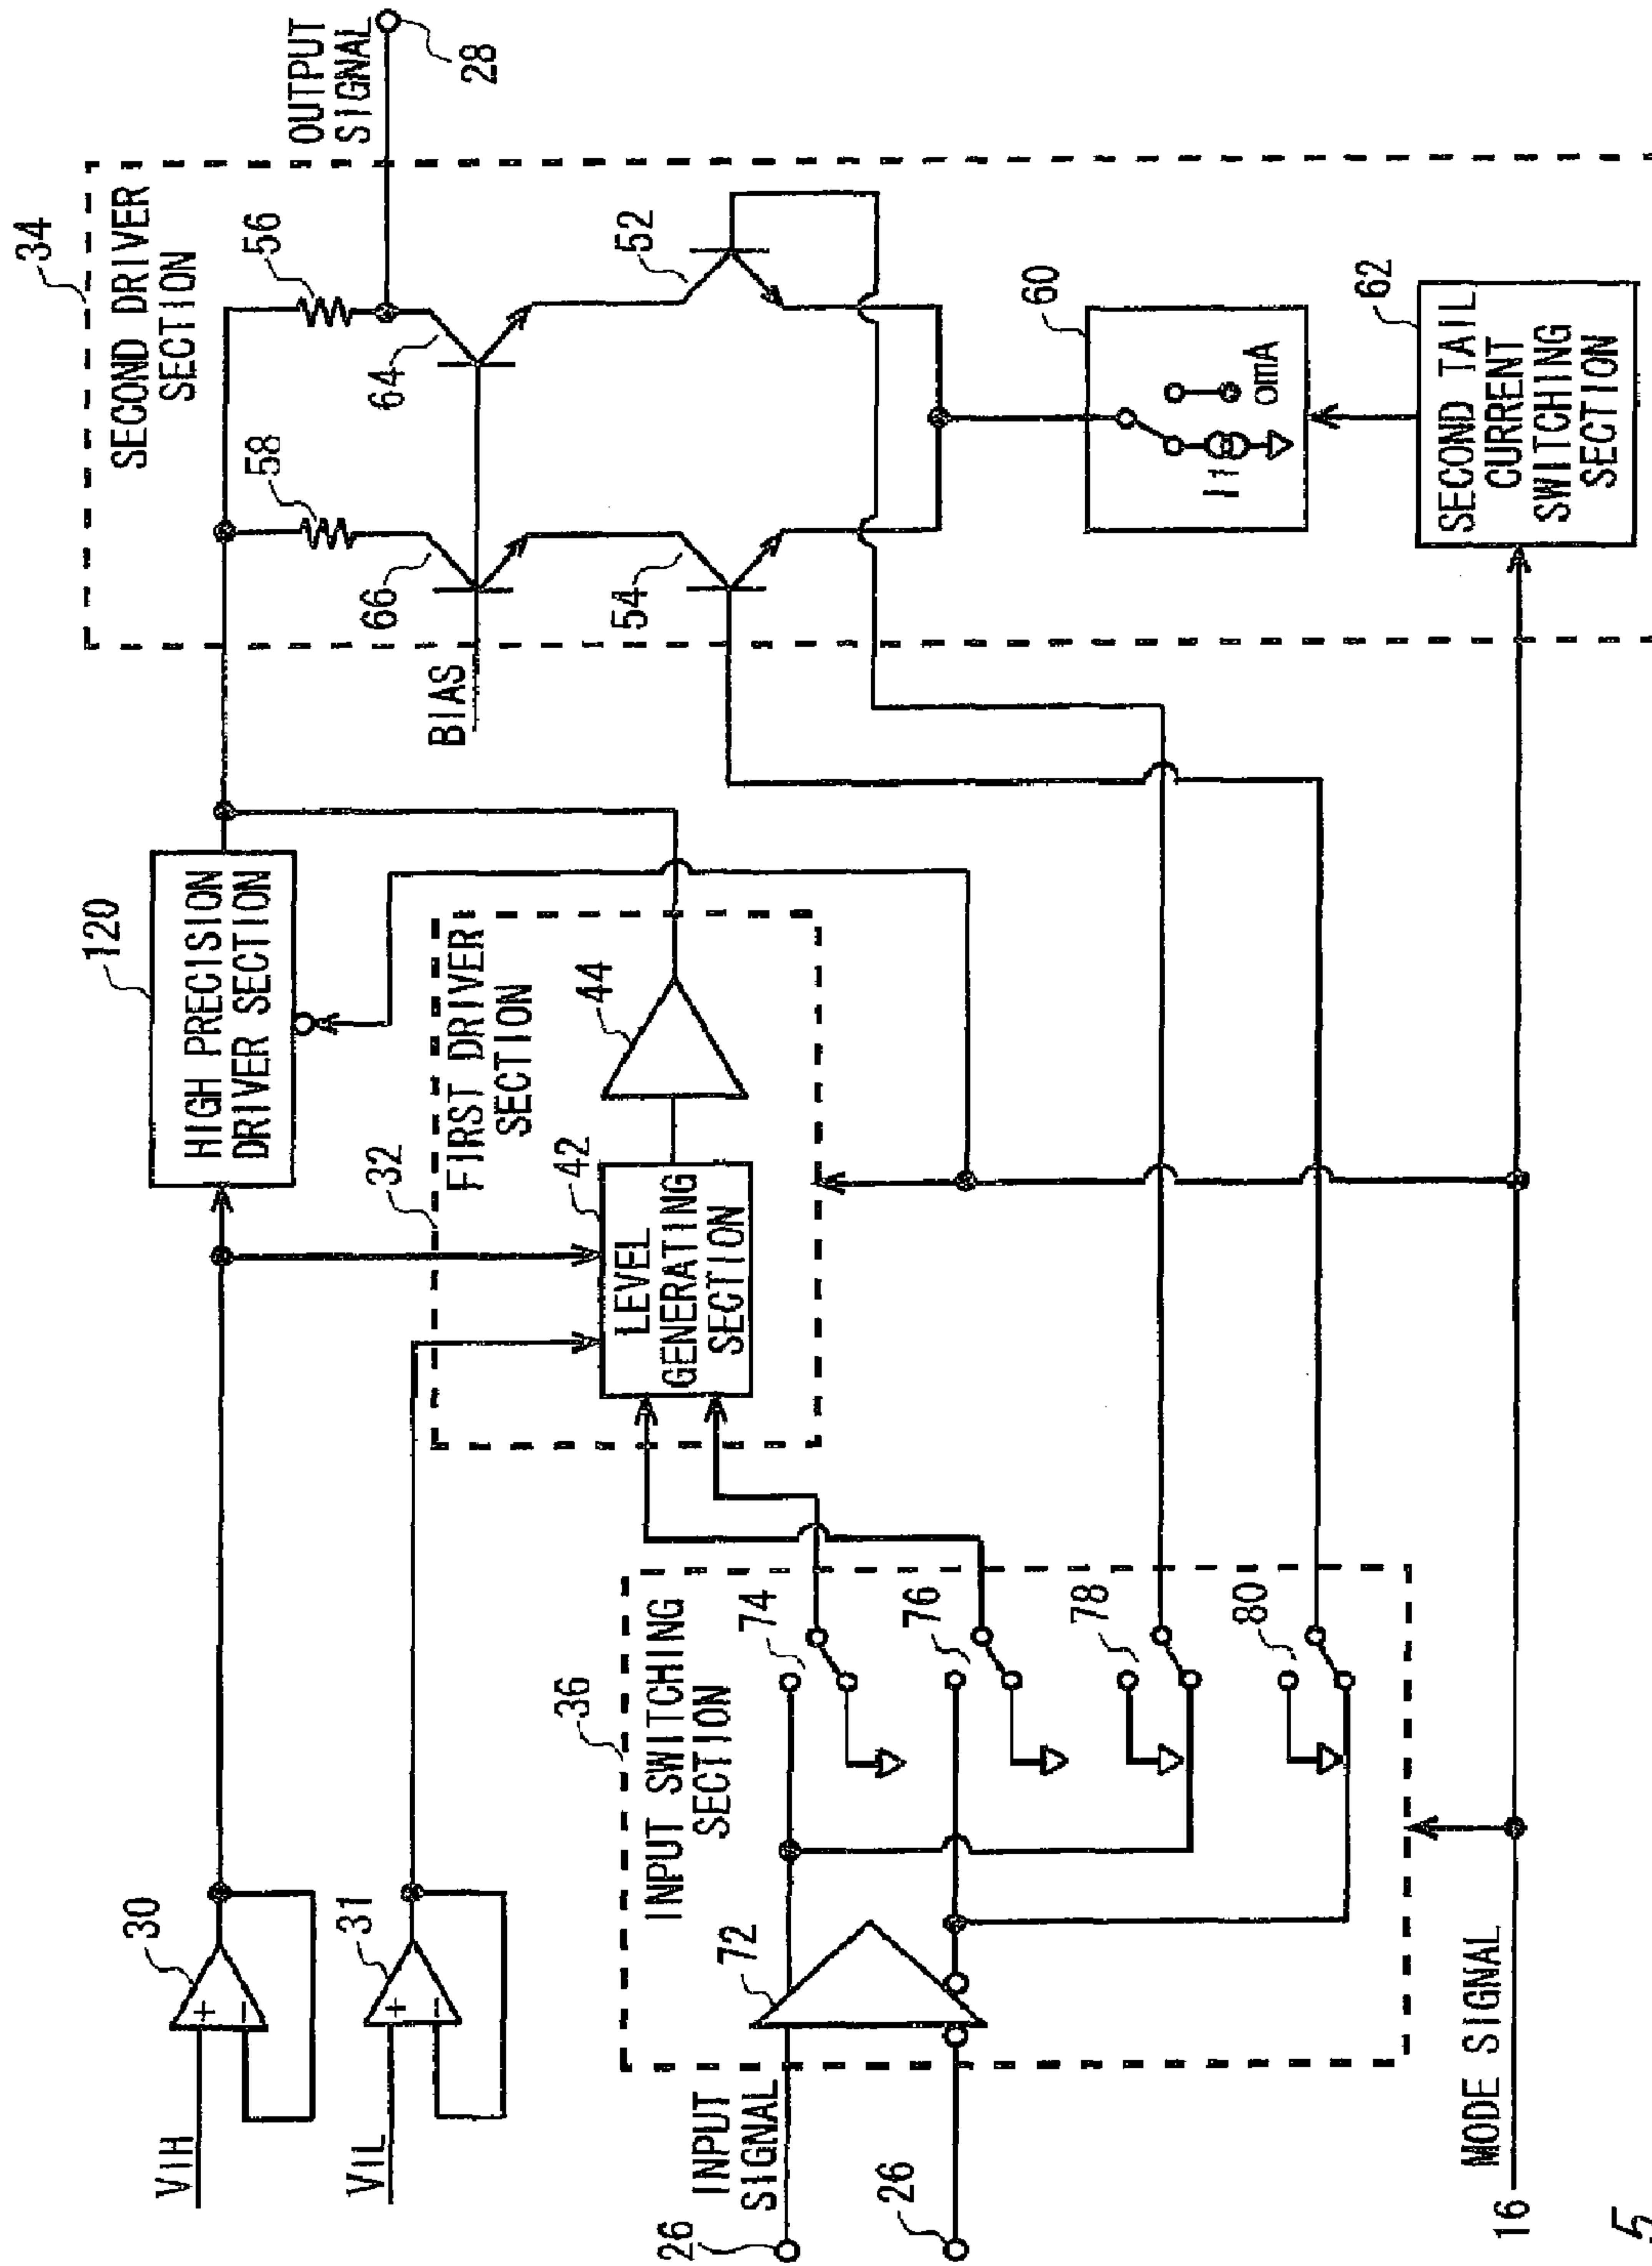 34
SECOND DRIVER
SECTION
OUTPUT
SIGNAL
28
56
58
64
66
52
54
BIAS
60
I1
0mA
62
SECOND TAIL
CURRENT
SWITCHING
SECTION
120
HIGH PRECISION
DRIVER SECTION
32
FIRST DRIVER
SECTION
44
42
LEVEL
GENERATING
SECTION
30
+
-
VIH
31
+
-
VIL
36
INPUT SWITCHING
SECTION
72
74
76
78
80
INPUT
SIGNAL
26
26
MODE SIGNAL
16
5